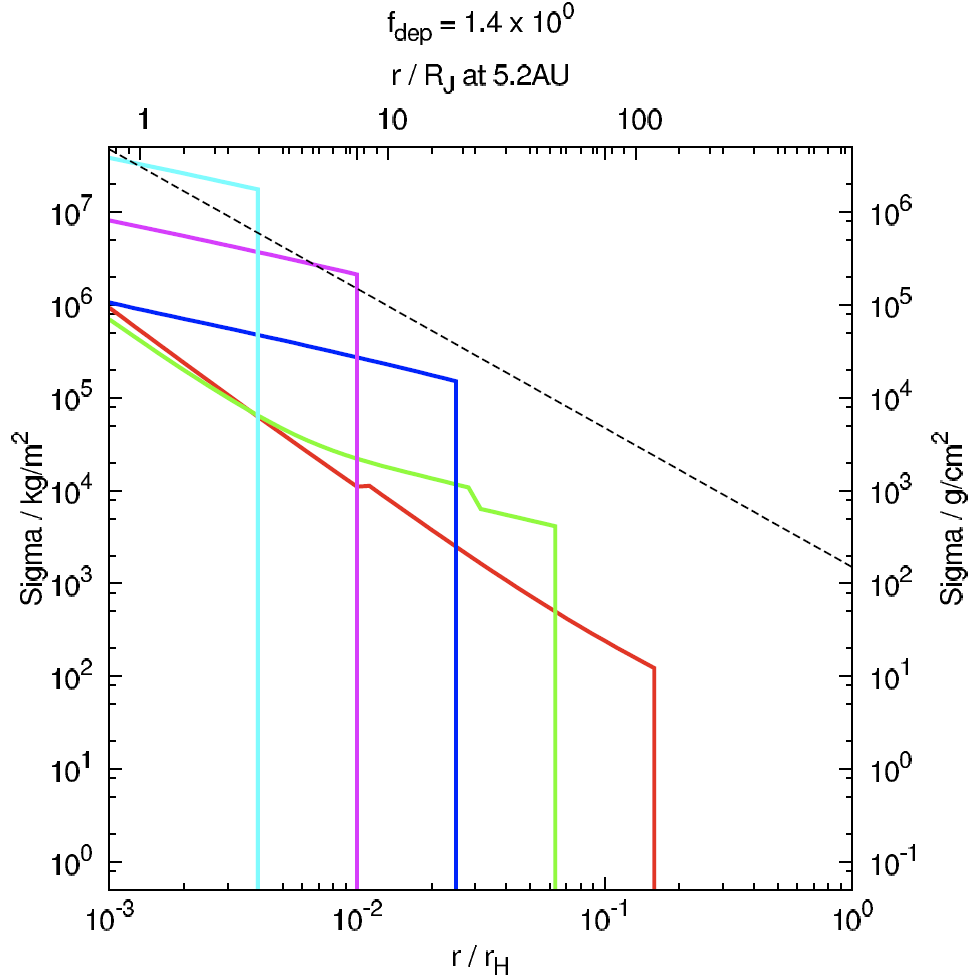 f_dep = 1.4 x 10^0
r / R_J at 5.2AU
1 10 100
10^7 10^6
10^6 10^5
10^5 10^4
10^4 10^3
10^3 10^2
10^2 10^1
10^1 10^0
10^0 10^-1
Sigma / kg/m^2
Sigma / g/cm^2
10^-3 10^-2 10^-1 10^0
r / r_H